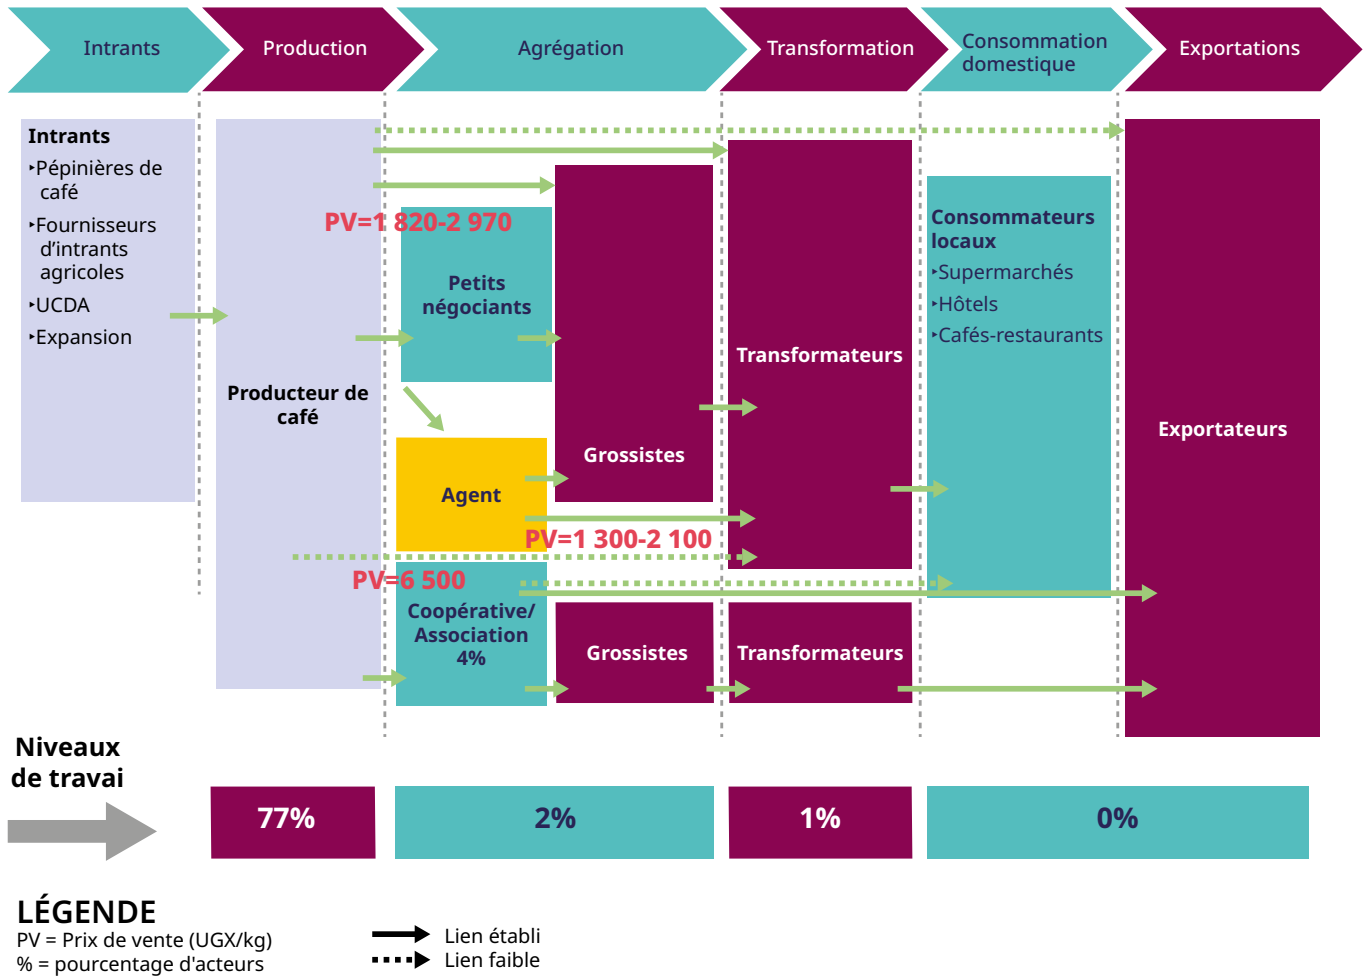 Intrants
Production
Agrégation
Transformation
Consommation
domestique
Exportations
Intrants
‣Pépinières de
café
‣Fournisseurs
d’intrants
agricoles
‣UCDA
‣Expansion
Producteur de
café
PV=1 820-2 970
Petits
négociants
Agent
PV=1 300-2 100
PV=6 500
Coopérative/
Association
4%
Grossistes
Grossistes
Transformateurs
Transformateurs
Consommateurs
locaux
‣Supermarchés
‣Hôtels
‣Cafés-restaurants
Exportateurs
Niveaux
de travai
77%
2%
1%
0%
LÉGENDE
PV = Prix de vente (UGX/kg)
% = pourcentage d'acteurs
Lien établi
Lien faible